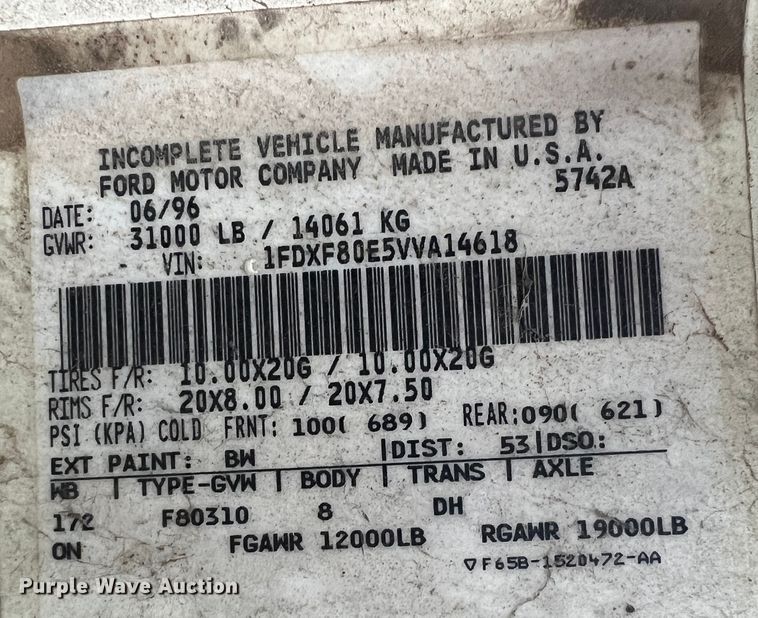 INCOMPLETE VEHICLE MANUFACTURED BY
FORD MOTOR COMPANY MADE IN U.S.A.
5742A
DATE: 06/96
GVWR: 31000 LB / 14061 KG
VIN: 1FDXF80E5VVA14618
TIRES F/R: 10.00X20G / 10.00X20G
RIMS F/R: 20X8.00 / 20X7.50
PSI (KPA) COLD FRNT: 100( 689) REAR:090( 621)
EXT PAINT: BW |DIST: 53|DSO:
WB | TYPE-GVW | BODY | TRANS | AXLE
172 F80310 8 DH
ON FGAWR 12000LB RGAWR 19000LB
▽F65B-1520472-AA
Purple Wave Auction